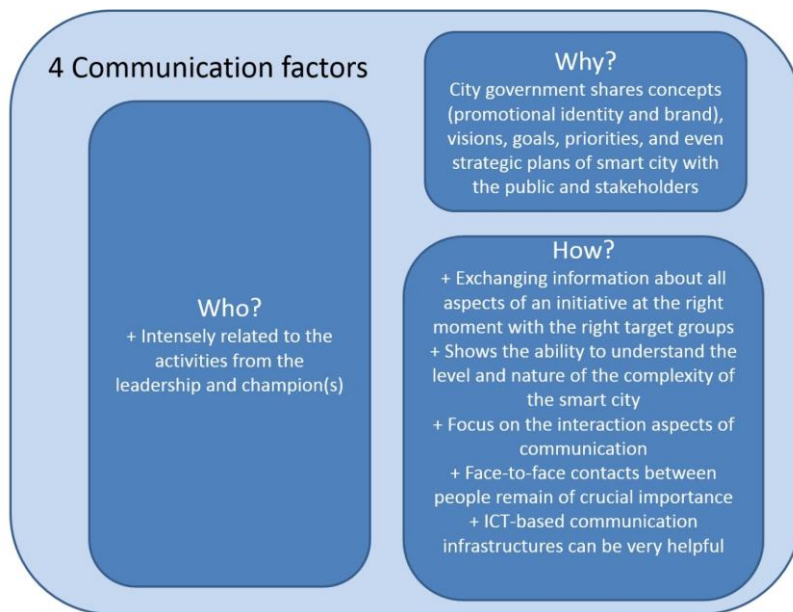 4 Communication factors
Who?
+ Intensely related to the
activities from the
leadership and champion(s)
Why?
City government shares concepts
(promotional identity and brand),
visions, goals, priorities, and even
strategic plans of smart city with
the public and stakeholders
How?
+ Exchanging information about all
aspects of an initiative at the right
moment with the right target groups
+ Shows the ability to understand the
level and nature of the complexity of
the smart city
+ Focus on the interaction aspects of
communication
+ Face-to-face contacts between
people remain of crucial importance
+ ICT-based communication
infrastructures can be very helpful